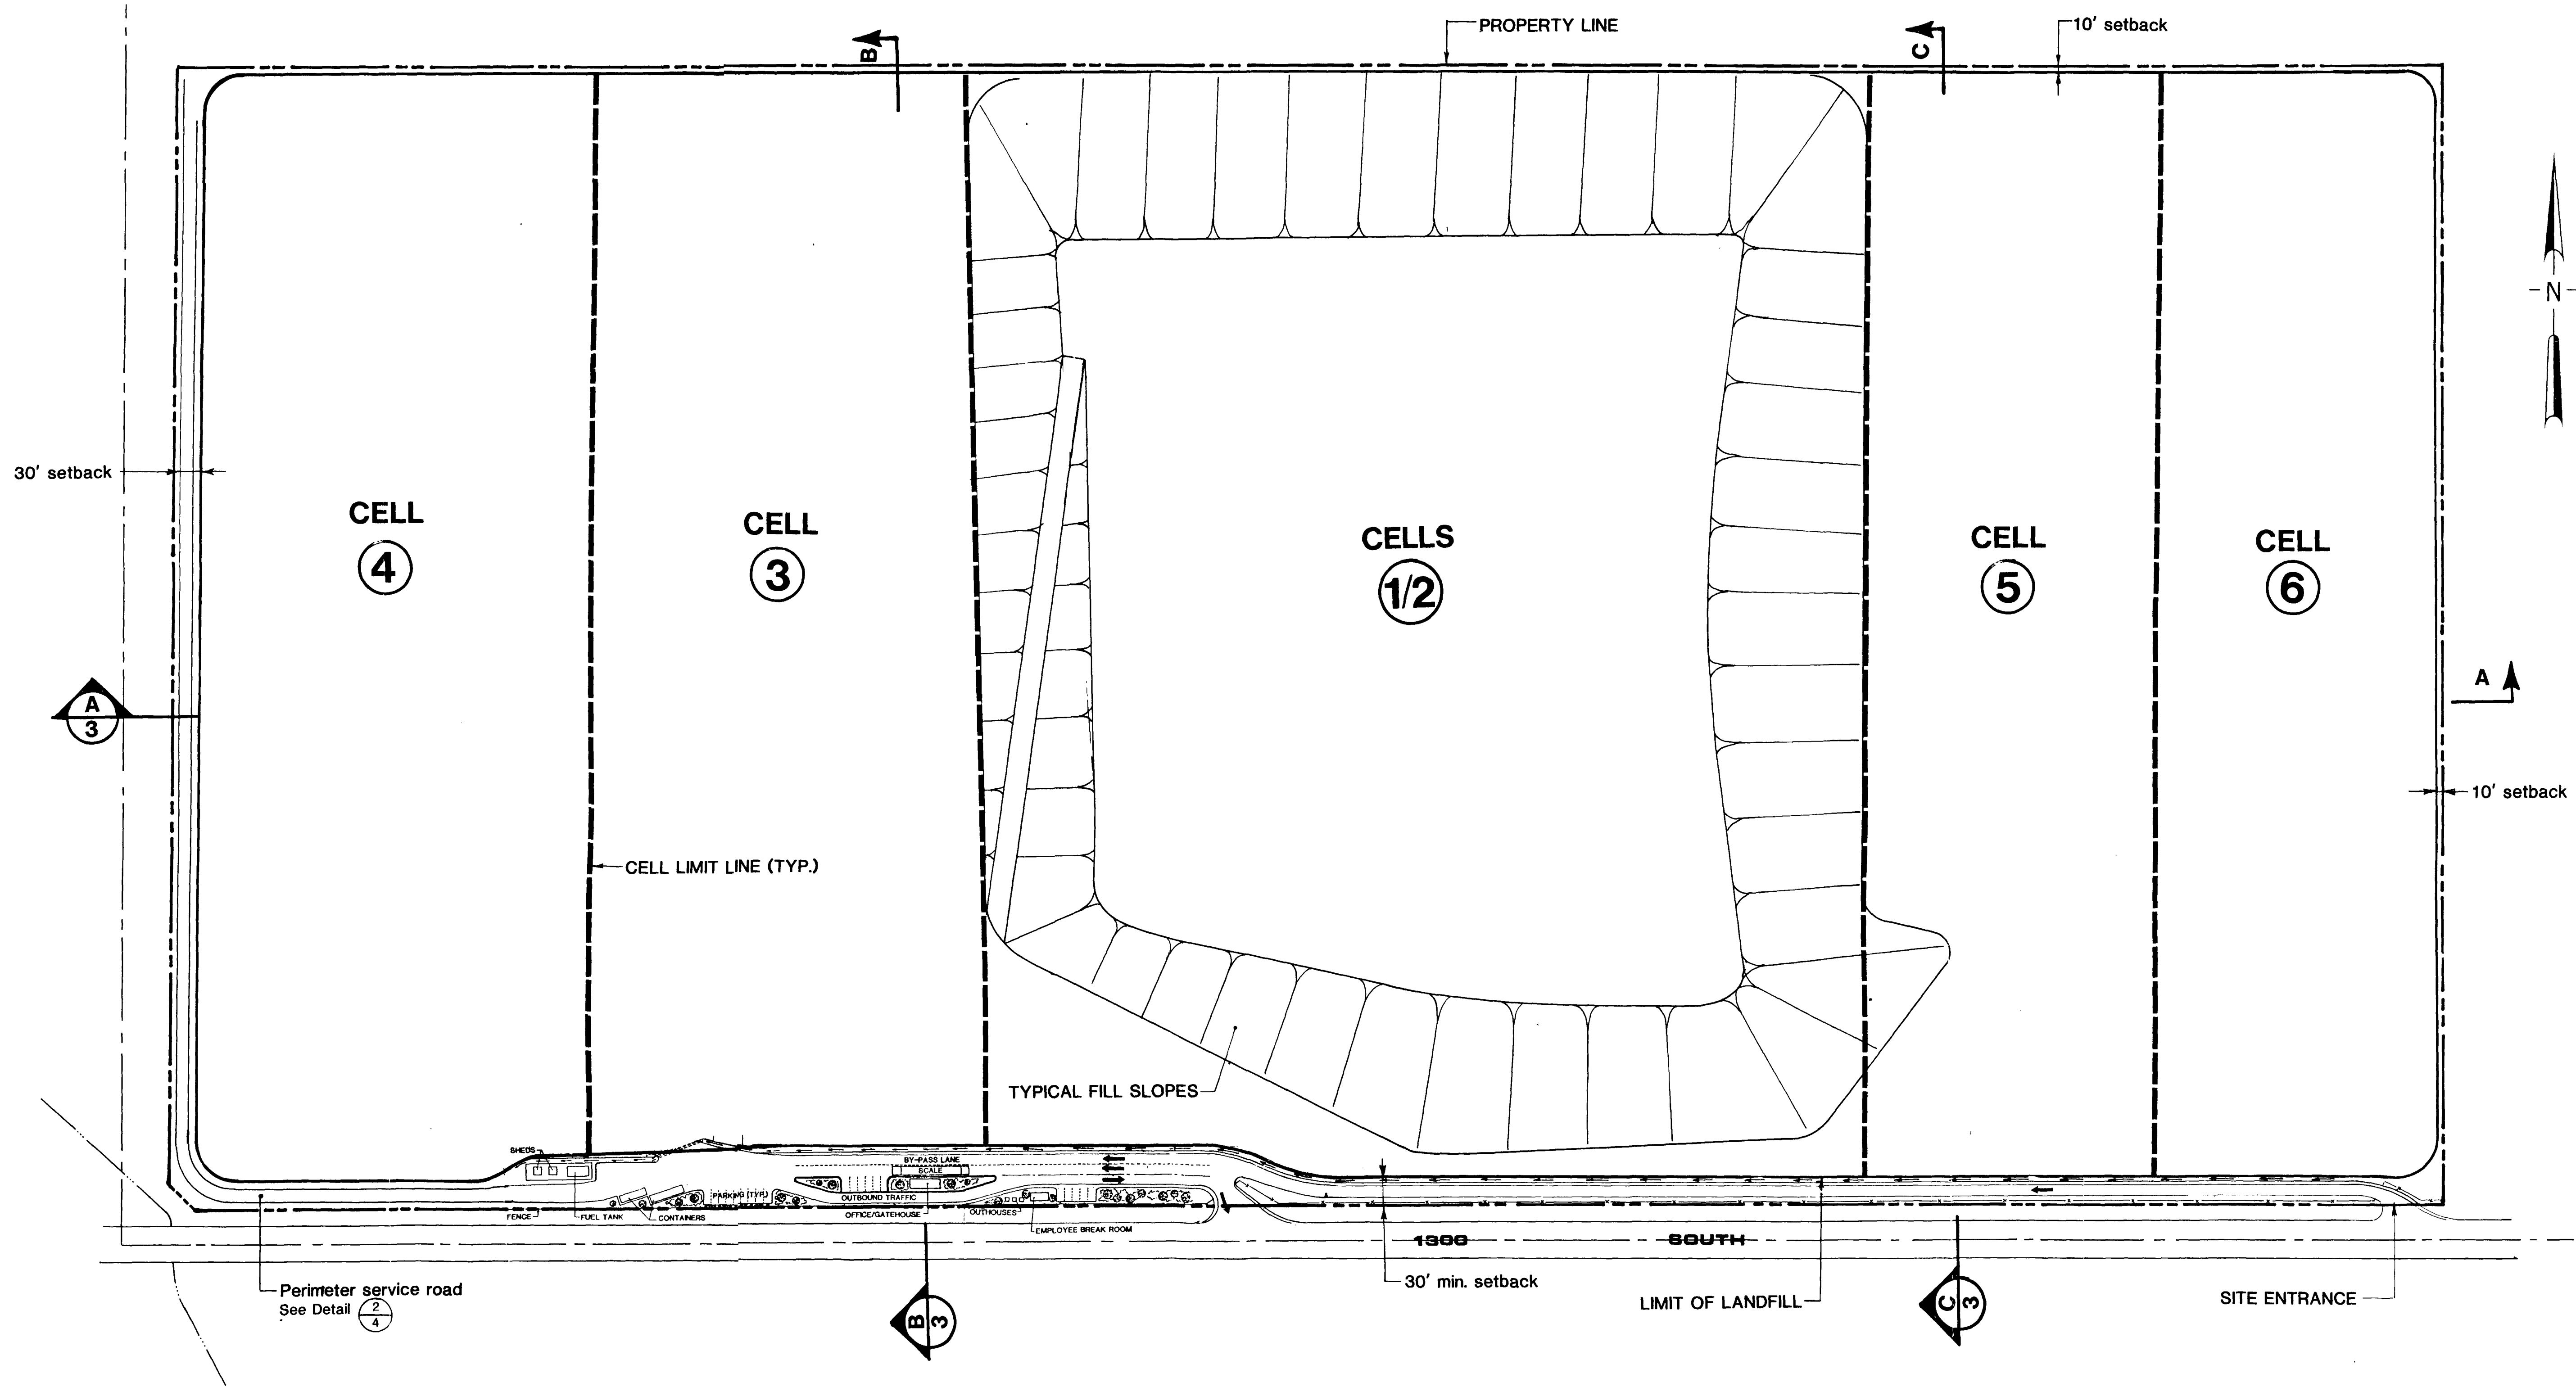 PROPERTY LINE
10' setback
B
C
N
30' setback
CELL
4
CELL
3
CELLS
1/2
CELL
5
CELL
6
A
3
A
10' setback
CELL LIMIT LINE (TYP.)
TYPICAL FILL SLOPES
SHEDS
BY-PASS LANE
SCALE
PARKING (TYP.)
OUTBOUND TRAFFIC
FENCE
FUEL TANK
CONTAINERS
OFFICE/GATEHOUSE
OUTHOUSES
EMPLOYEE BREAK ROOM
1300 SOUTH
Perimeter service road
See Detail 2
4
30' min. setback
LIMIT OF LANDFILL
SITE ENTRANCE
B
3
C
3